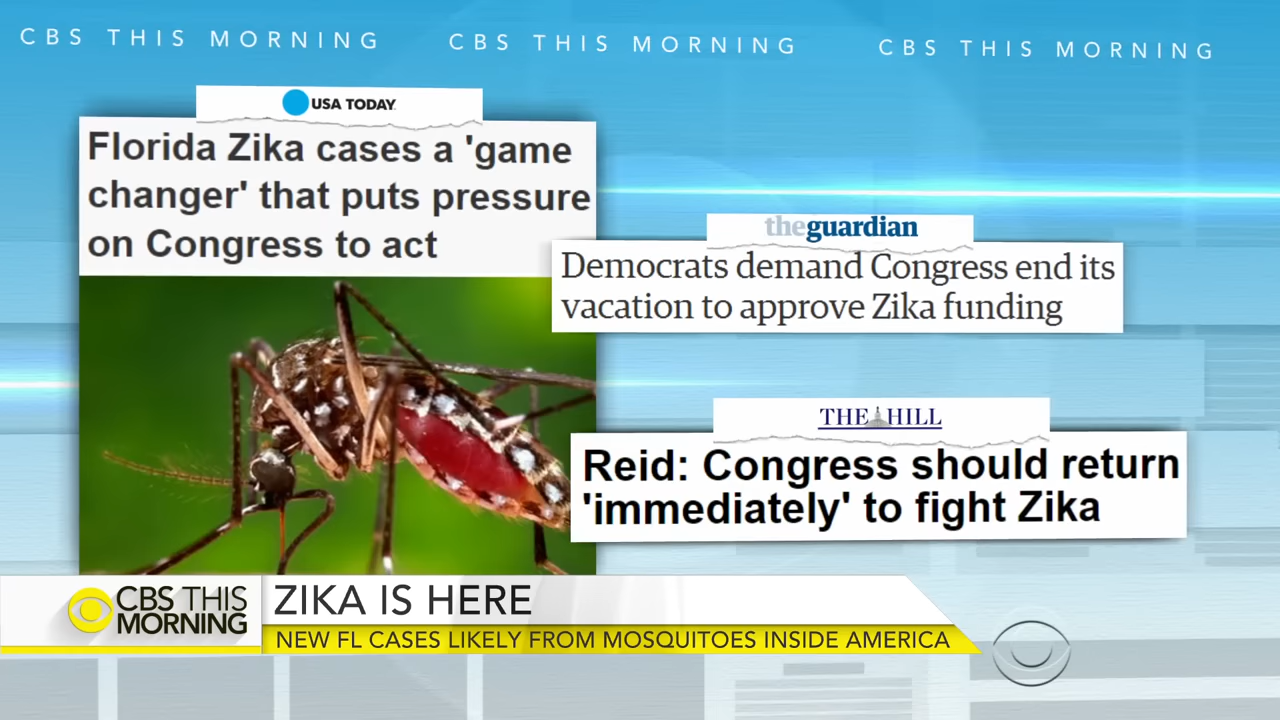 CBS THIS MORNING CBS THIS MORNING CBS THIS MORNING
USA TODAY
Florida Zika cases a 'game
changer' that puts pressure
on Congress to act
theguardian
Democrats demand Congress end its
vacation to approve Zika funding
THE HILL
Reid: Congress should return
'immediately' to fight Zika
CBS THIS
MORNING
ZIKA IS HERE
NEW FL CASES LIKELY FROM MOSQUITOES INSIDE AMERICA